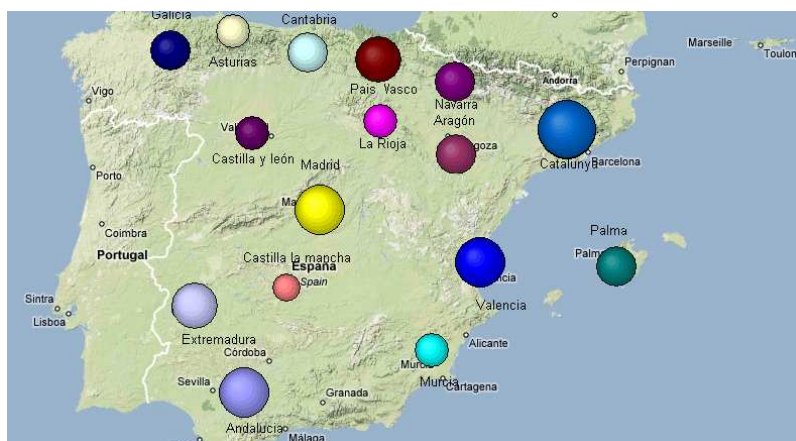 Galicia
Cantabria
Asturias
Marseille
Toulon
Perpignan
Andorra
Vigo
País Vasco
Navarra
Aragón
La Rioja
Castilla y león
Catalunya
Barcelona
Madrid
Porto
Coimbra
Portugal
Palma
Castilla la mancha
España
Spain
Valencia
Sintra
Lisboa
Extremadura
Córdoba
Alicante
Murcia
Cartagena
Sevilla
Granada
Andalucia
Málaga